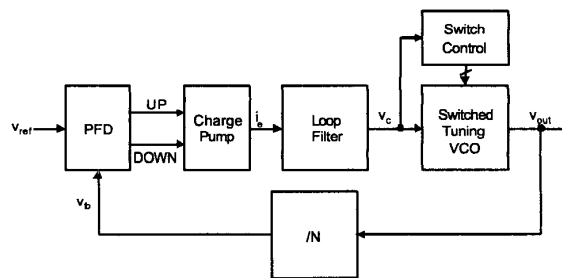 Switch
Control
UP
v_ref
PFD
Charge
Pump
i_e
Loop
Filter
v_c
Switched
Tuning
VCO
v_out
DOWN
v_fb
/N